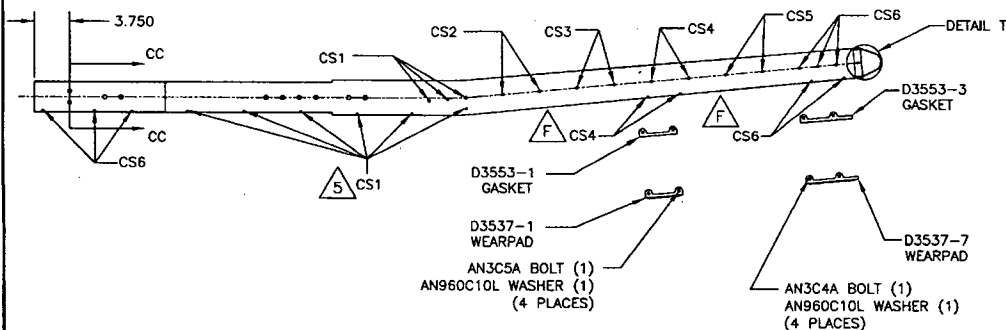 3.750
CC
CC
CS6
CS1
5
CS1
CS2
CS3
CS4
CS5
CS6
DETAIL T
F
CS4
F
CS6
D3553-3
GASKET
D3553-1
GASKET
D3537-1
WEARPAD
AN3C5A BOLT (1)
AN960C10L WASHER (1)
(4 PLACES)
D3537-7
WEARPAD
AN3C4A BOLT (1)
AN960C10L WASHER (1)
(4 PLACES)